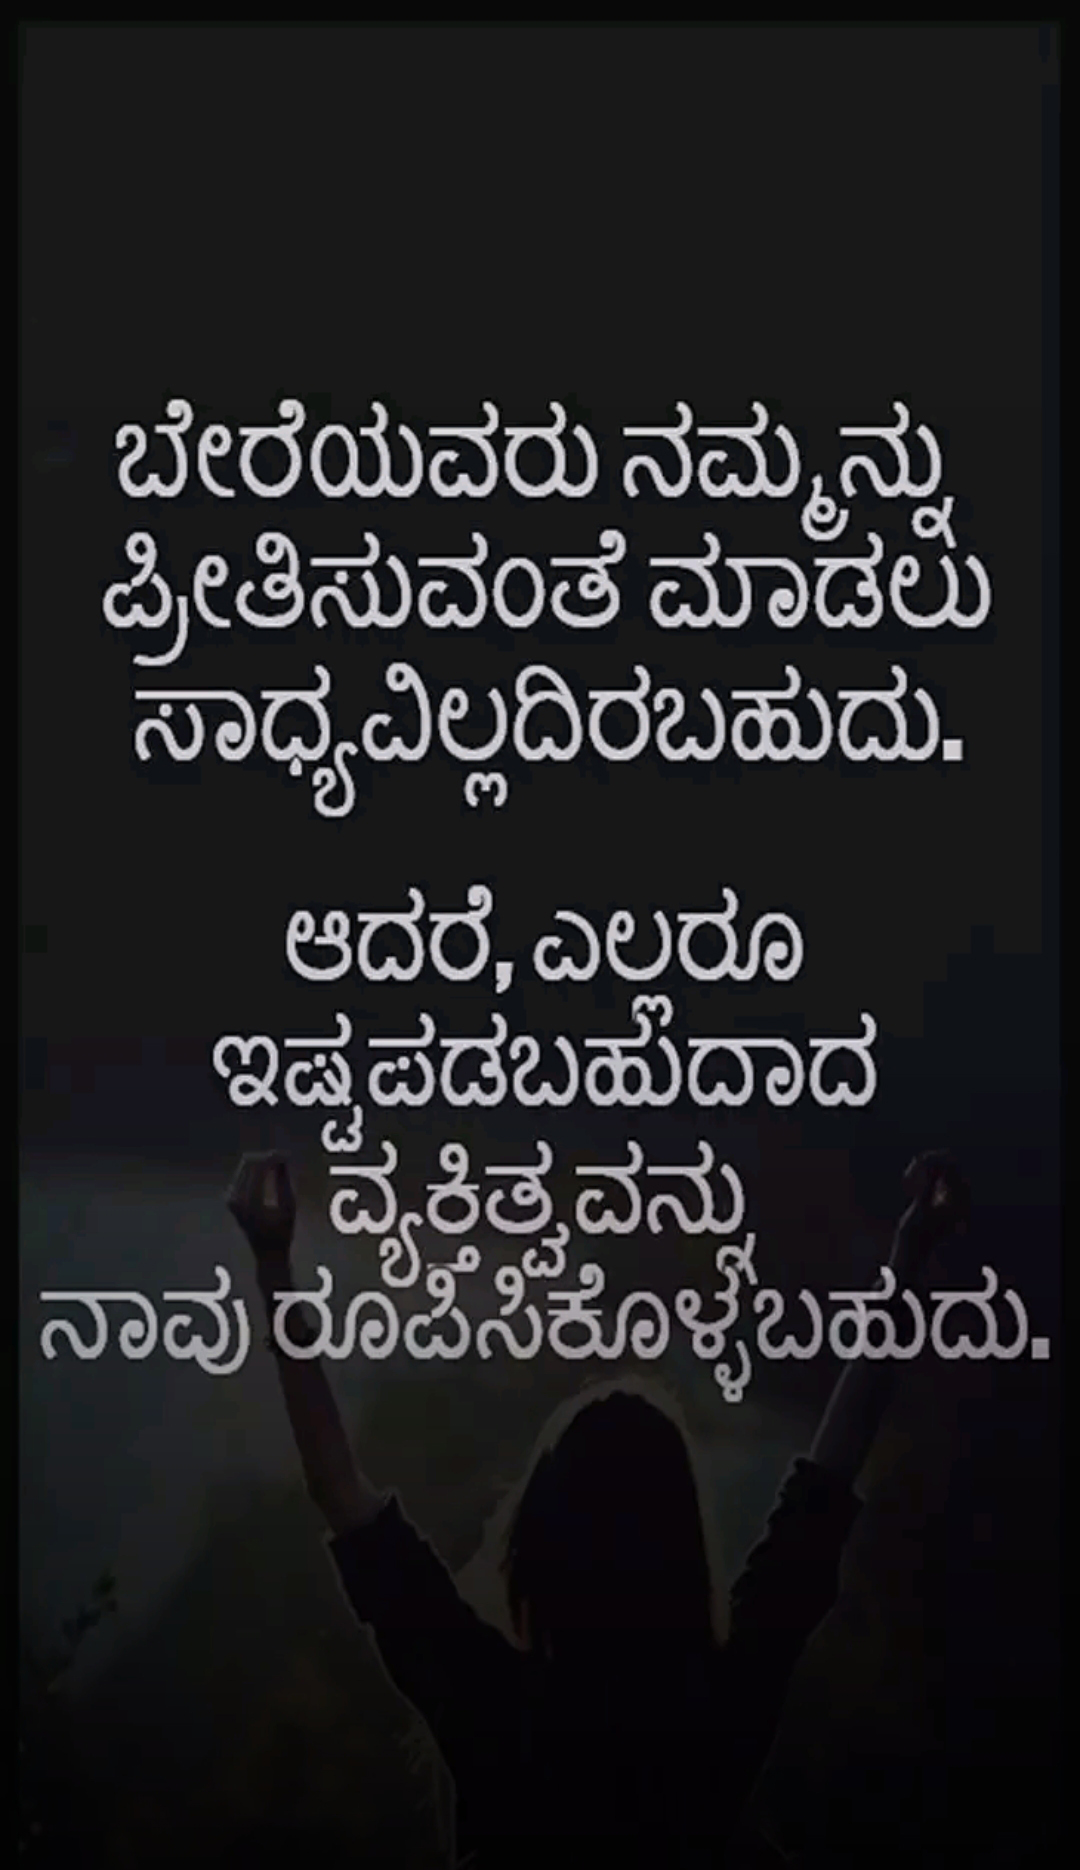 ಬೇರೆಯವರು ನಮ್ಮನ್ನು
ಪ್ರೀತಿಸುವಂತೆ ಮಾಡಲು
ಸಾಧ್ಯವಿಲ್ಲದಿರಬಹುದು.
ಆದರೆ, ಎಲ್ಲರೂ
ಇಷ್ಟಪಡಬಹುದಾದ
ವ್ಯಕ್ತಿತ್ವವನ್ನು
ನಾವು ರೂಪಿಸಿಕೊಳ್ಳಬಹುದು.